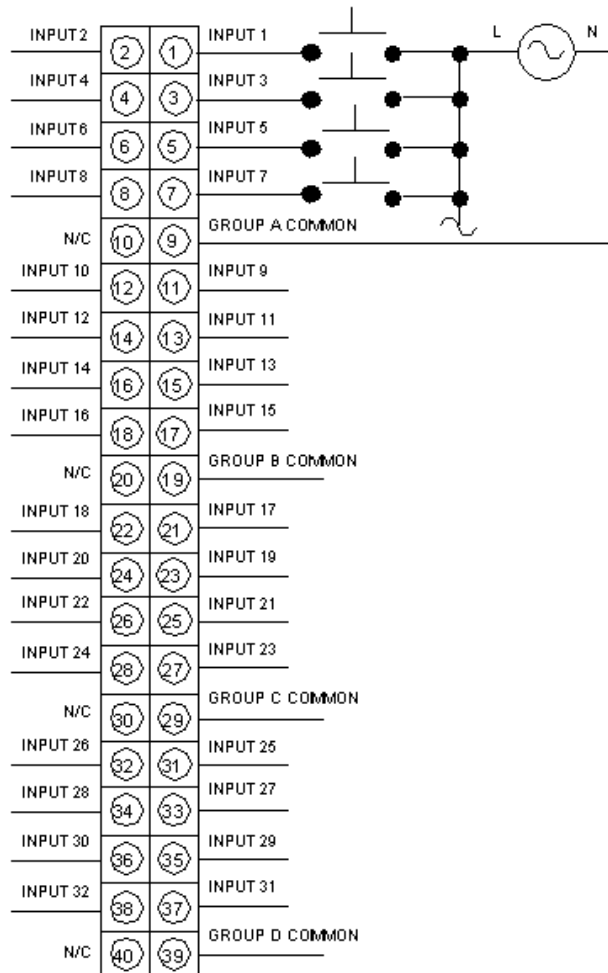 INPUT 2 2 1 INPUT 1 L N
INPUT 4 4 3 INPUT 3
INPUT 6 6 5 INPUT 5
INPUT 8 8 7 INPUT 7
N/C 10 9 GROUP A COMMON
INPUT 10 12 11 INPUT 9
INPUT 12 14 13 INPUT 11
INPUT 14 16 15 INPUT 13
INPUT 16 18 17 INPUT 15
N/C 20 19 GROUP B COMMON
INPUT 18 22 21 INPUT 17
INPUT 20 24 23 INPUT 19
INPUT 22 26 25 INPUT 21
INPUT 24 28 27 INPUT 23
N/C 30 29 GROUP C COMMON
INPUT 26 32 31 INPUT 25
INPUT 28 34 33 INPUT 27
INPUT 30 36 35 INPUT 29
INPUT 32 38 37 INPUT 31
N/C 40 39 GROUP D COMMON